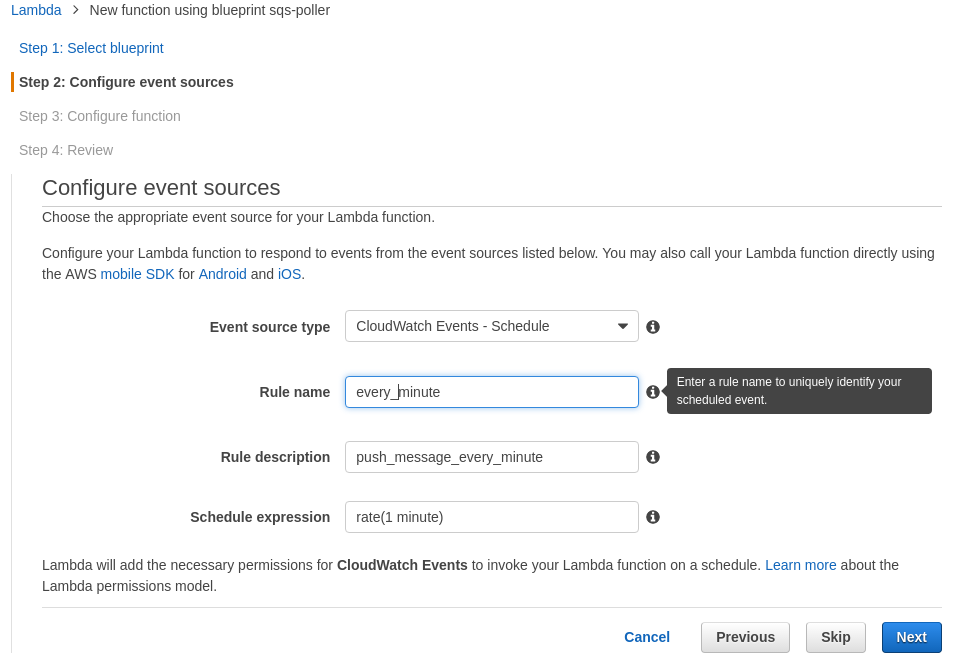 Lambda > New function using blueprint sqs-poller
Step 1: Select blueprint
Step 2: Configure event sources
Step 3: Configure function
Step 4: Review
Configure event sources
Choose the appropriate event source for your Lambda function.
Configure your Lambda function to respond to events from the event sources listed below. You may also call your Lambda function directly using
the AWS mobile SDK for Android and iOS.
Event source type CloudWatch Events - Schedule
Rule name every_minute
Enter a rule name to uniquely identify your
scheduled event.
Rule description push_message_every_minute
Schedule expression rate(1 minute)
Lambda will add the necessary permissions for CloudWatch Events to invoke your Lambda function on a schedule. Learn more about the
Lambda permissions model.
Cancel Previous Skip Next